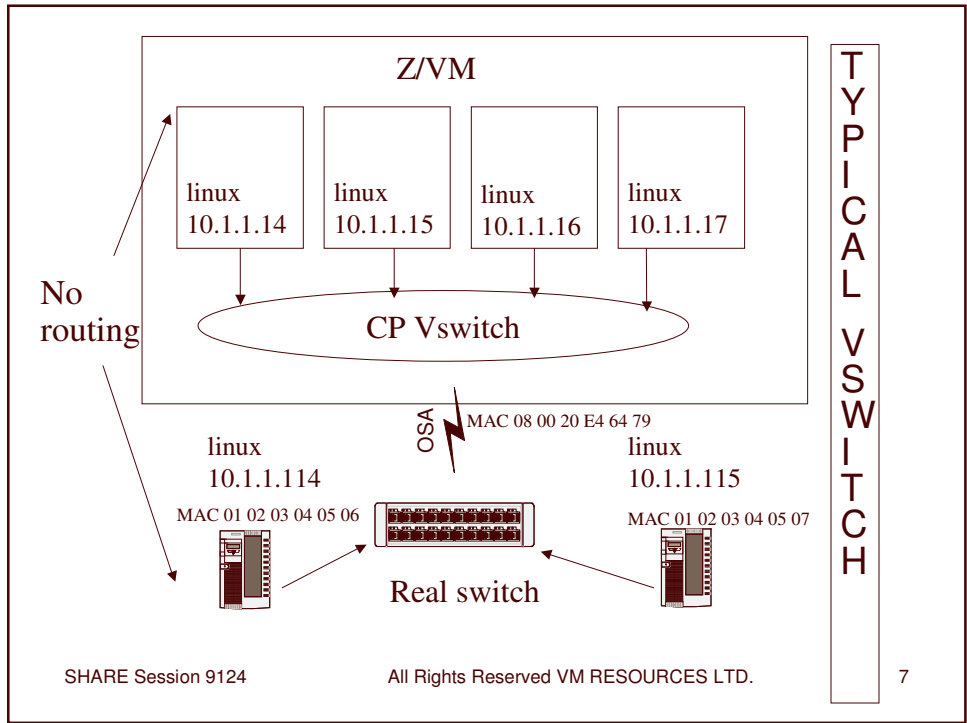 Z/VM
linux
10.1.1.14
linux
10.1.1.15
linux
10.1.1.16
linux
10.1.1.17
No
routing
CP Vswitch
OSA
MAC 08 00 20 E4 64 79
linux
10.1.1.114
MAC 01 02 03 04 05 06
linux
10.1.1.115
MAC 01 02 03 04 05 07
Real switch
TYPICAL VSWITCH
SHARE Session 9124
All Rights Reserved VM RESOURCES LTD.
7